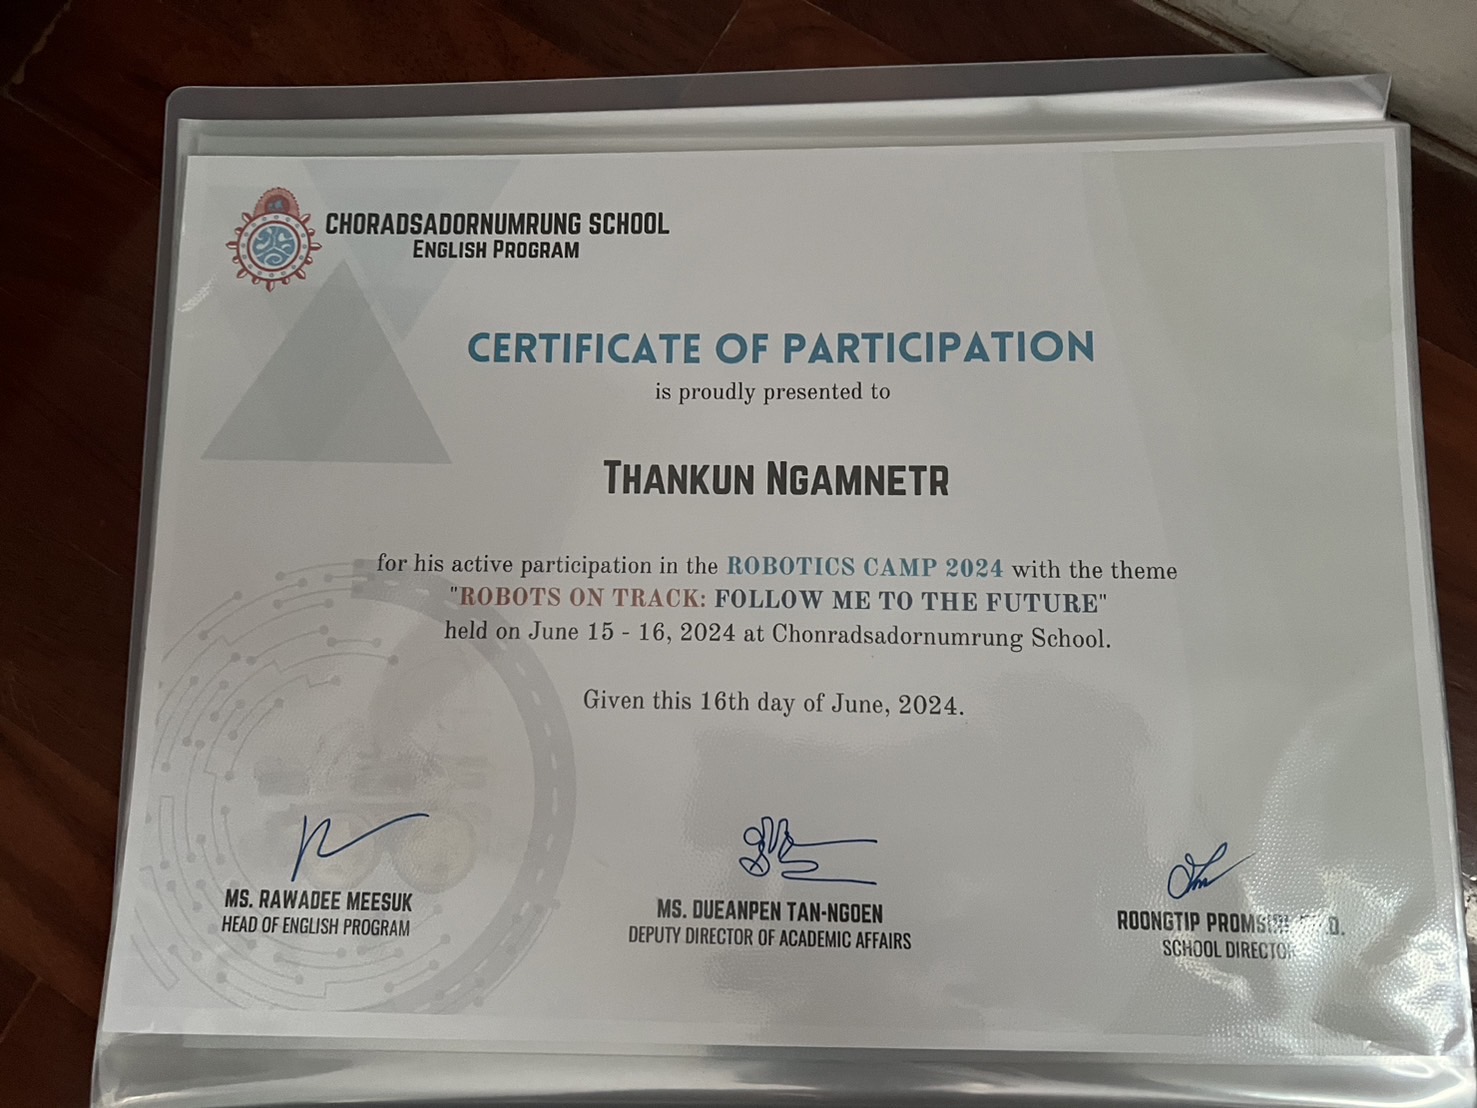 CHORADSADORNUMRUNG SCHOOL
ENGLISH PROGRAM
CERTIFICATE OF PARTICIPATION
is proudly presented to
THANKUN NGAMNETR
for his active participation in the ROBOTICS CAMP 2024 with the theme
"ROBOTS ON TRACK: FOLLOW ME TO THE FUTURE"
held on June 15 - 16, 2024 at Chonradsadornumrung School.
Given this 16th day of June, 2024.
MS. RAWADEE MEESUK
HEAD OF ENGLISH PROGRAM
MS. DUEANPEN TAN-NGOEN
DEPUTY DIRECTOR OF ACADEMIC AFFAIRS
ROONGTIP
SCHOOL DIRECTOR